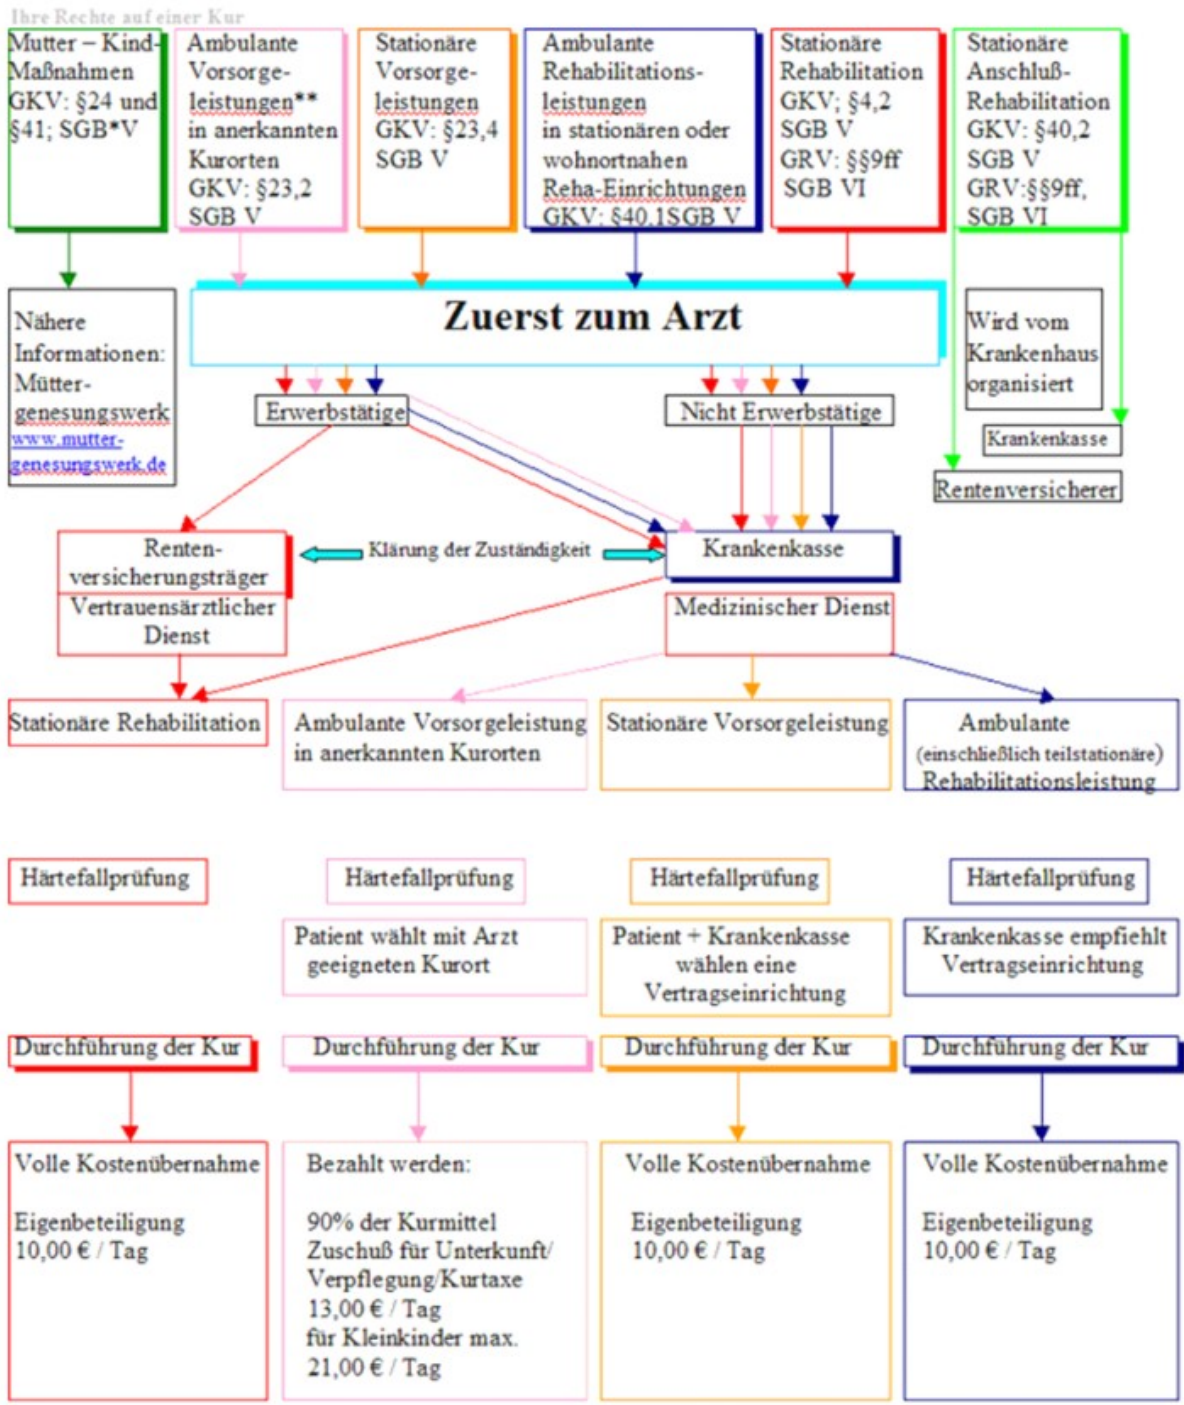 Ihre Rechte auf einer Kur
Mutter – Kind-
Maßnahmen
GKV: §24 und
§41; SGB*V
Ambulante
Vorsorge-
leistungen**
in anerkannten
Kurorten
GKV: §23,2
SGB V
Stationäre
Vorsorge-
leistungen
GKV: §23,4
SGB V
Ambulante
Rehabilitations-
leistungen
in stationären oder
wohnortnahen
Reha-Einrichtungen
GKV: §40,1SGB V
Stationäre
Rehabilitation
GKV; §4,2
SGB V
GRV: §§9ff
SGB VI
Stationäre
Anschluß-
Rehabilitation
GKV: §40,2
SGB V
GRV:§§9ff,
SGB VI
Nähere
Informationen:
Mütter-
genesungswerk
www.mutter-
genesungswerk.de
Zuerst zum Arzt
Wird vom
Krankenhaus
organisiert
Erwerbstätige
Nicht Erwerbstätige
Krankenkasse
Rentenversicherer
Renten-
versicherungsträger
Vertrauensärztlicher
Dienst
Klärung der Zuständigkeit
Krankenkasse
Medizinischer Dienst
Stationäre Rehabilitation
Ambulante Vorsorgeleistung
in anerkannten Kurorten
Stationäre Vorsorgeleistung
Ambulante
(einschließlich teilstationäre)
Rehabilitationsleistung
Härtefallprüfung
Härtefallprüfung
Härtefallprüfung
Härtefallprüfung
Patient wählt mit Arzt
geeigneten Kurort
Patient + Krankenkasse
wählen eine
Vertragseinrichtung
Krankenkasse empfiehlt
Vertragseinrichtung
Durchführung der Kur
Durchführung der Kur
Durchführung der Kur
Durchführung der Kur
Volle Kostenübernahme
Eigenbeteiligung
10,00 € / Tag
Bezahlt werden:
90% der Kurmittel
Zuschuß für Unterkunft/
Verpflegung/Kurtaxe
13,00 € / Tag
für Kleinkinder max.
21,00 € / Tag
Volle Kostenübernahme
Eigenbeteiligung
10,00 € / Tag
Volle Kostenübernahme
Eigenbeteiligung
10,00 € / Tag